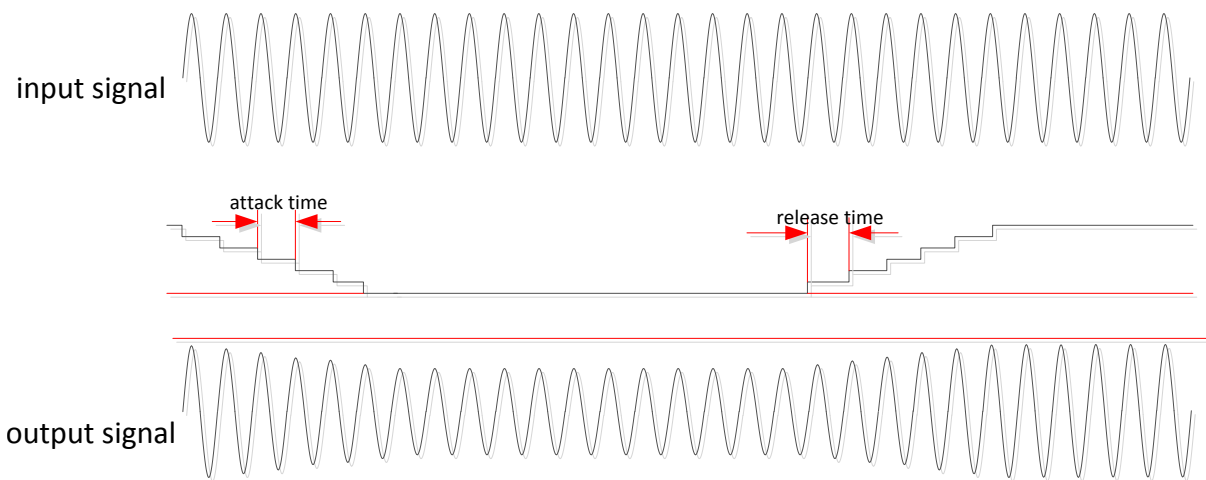 input signal
attack time
release time
output signal